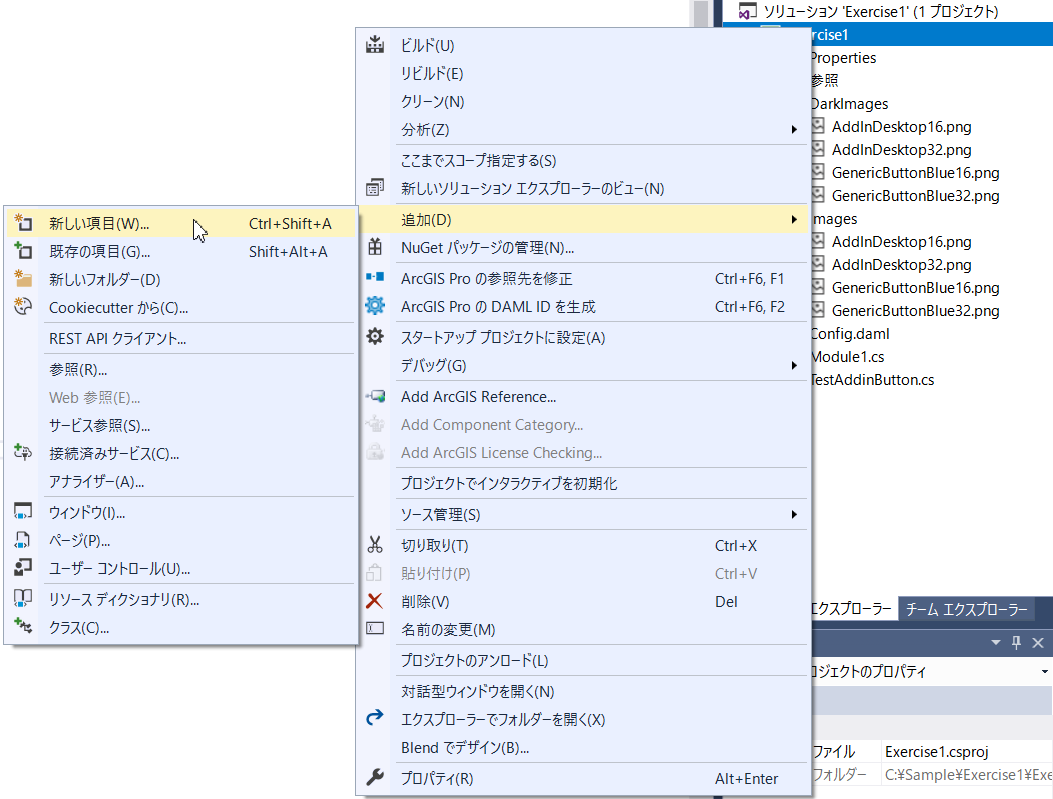 ソリューション 'Exercise1' (1 プロジェクト)
rcise1
Properties
参照
DarkImages
AddInDesktop16.png
AddInDesktop32.png
GenericButtonBlue16.png
GenericButtonBlue32.png
mages
AddInDesktop16.png
AddInDesktop32.png
GenericButtonBlue16.png
GenericButtonBlue32.png
Config.daml
Module1.cs
TestAddinButton.cs
ビルド(U)
リビルド(E)
クリーン(N)
分析(Z)
ここまでスコープ指定する(S)
新しいソリューション エクスプローラーのビュー(N)
追加(D)
NuGet パッケージの管理(N)...
ArcGIS Pro の参照先を修正 Ctrl+F6, F1
ArcGIS Pro の DAML ID を生成 Ctrl+F6, F2
スタートアップ プロジェクトに設定(A)
デバッグ(G)
Add ArcGIS Reference...
Add Component Category...
Add ArcGIS License Checking...
プロジェクトでインタラクティブを初期化
ソース管理(S)
切り取り(T) Ctrl+X
貼り付け(P) Ctrl+V
削除(V) Del
名前の変更(M)
プロジェクトのアンロード(L)
対話型ウィンドウを開く(N)
エクスプローラーでフォルダーを開く(X)
Blend でデザイン(B)...
プロパティ(R) Alt+Enter
新しい項目(W)... Ctrl+Shift+A
既存の項目(G)... Shift+Alt+A
新しいフォルダー(D)
Cookiecutter から(C)...
REST API クライアント...
参照(R)...
Web 参照(E)...
サービス参照(S)...
接続済みサービス(C)...
アナライザー(A)...
ウィンドウ(I)...
ページ(P)...
ユーザー コントロール(U)...
リソース ディクショナリ(R)...
クラス(C)...
エクスプローラー チーム エクスプローラー
ロジェクトのプロパティ
ファイル Exercise1.csproj
フォルダー C:¥Sample¥Exercise1¥Exe